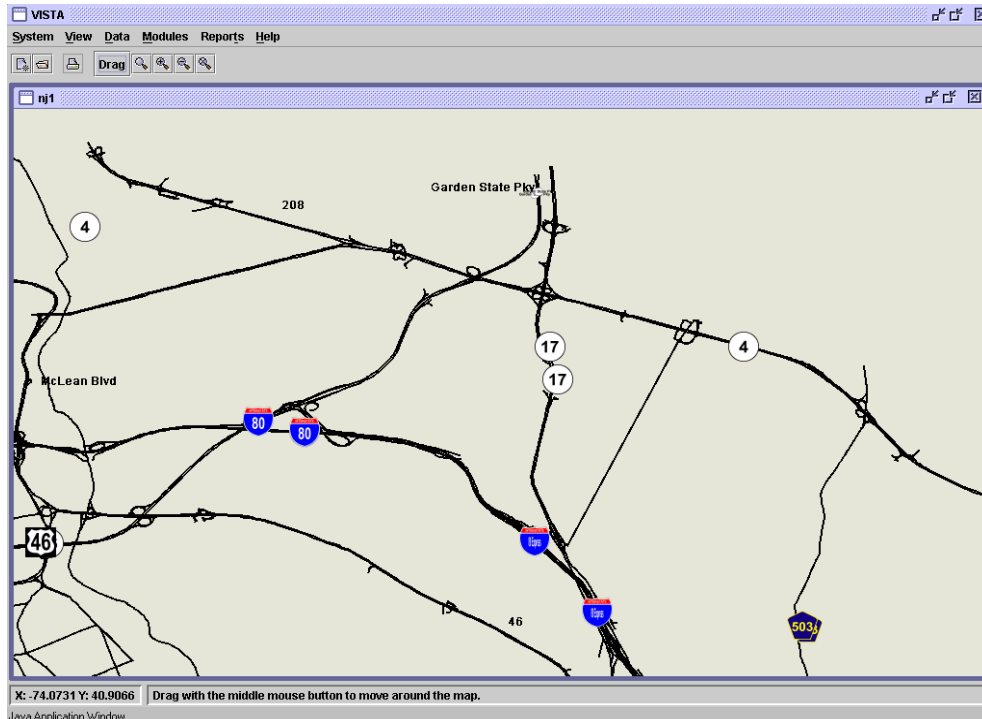 VISTA
System View Data Modules Reports Help
Drag
nj1
Garden State Pky
208
4
17
4
17
McLean Blvd
80
80
46
46
503
X: -74.0731 Y: 40.9066 Drag with the middle mouse button to move around the map.
Java Application Window